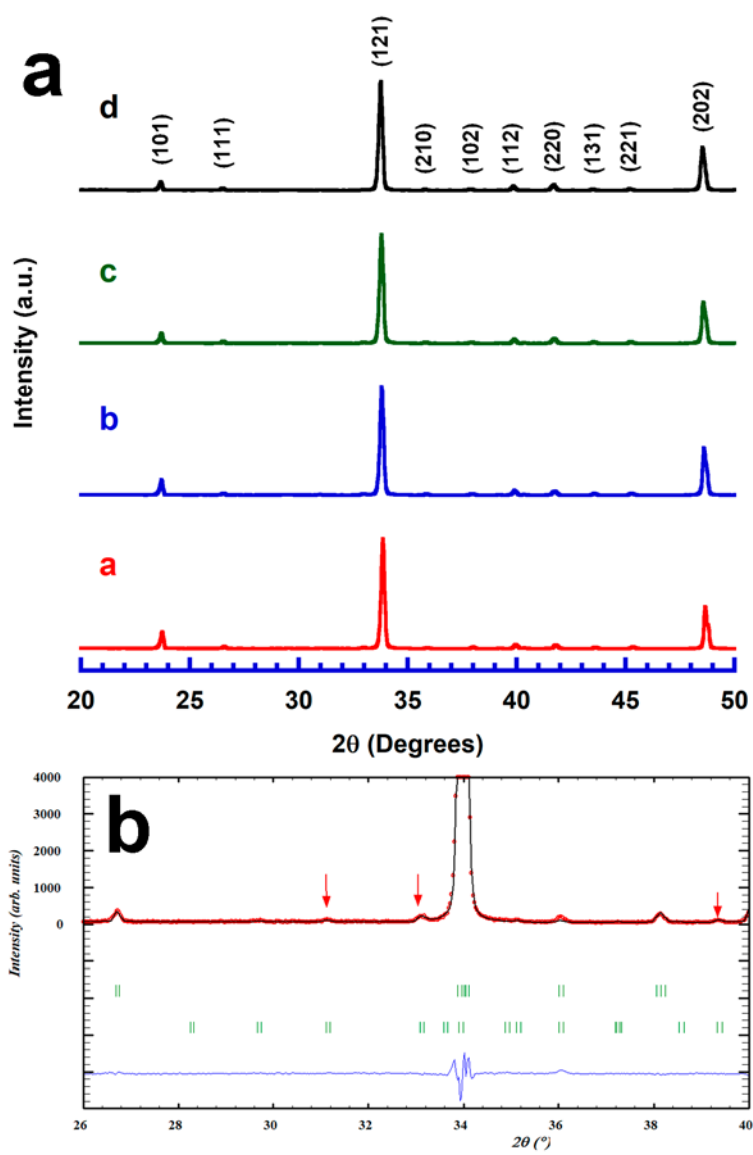 a
d
(101)
(111)
(121)
(210)
(102)
(112)
(220)
(131)
(221)
(202)
c
b
a
Intensity (a.u.)
20 25 30 35 40 45 50
2θ (Degrees)
b
4000
3000
2000
1000
0
Intensity (arb. units)
26 28 30 32 34 36 38 40
2θ (°)